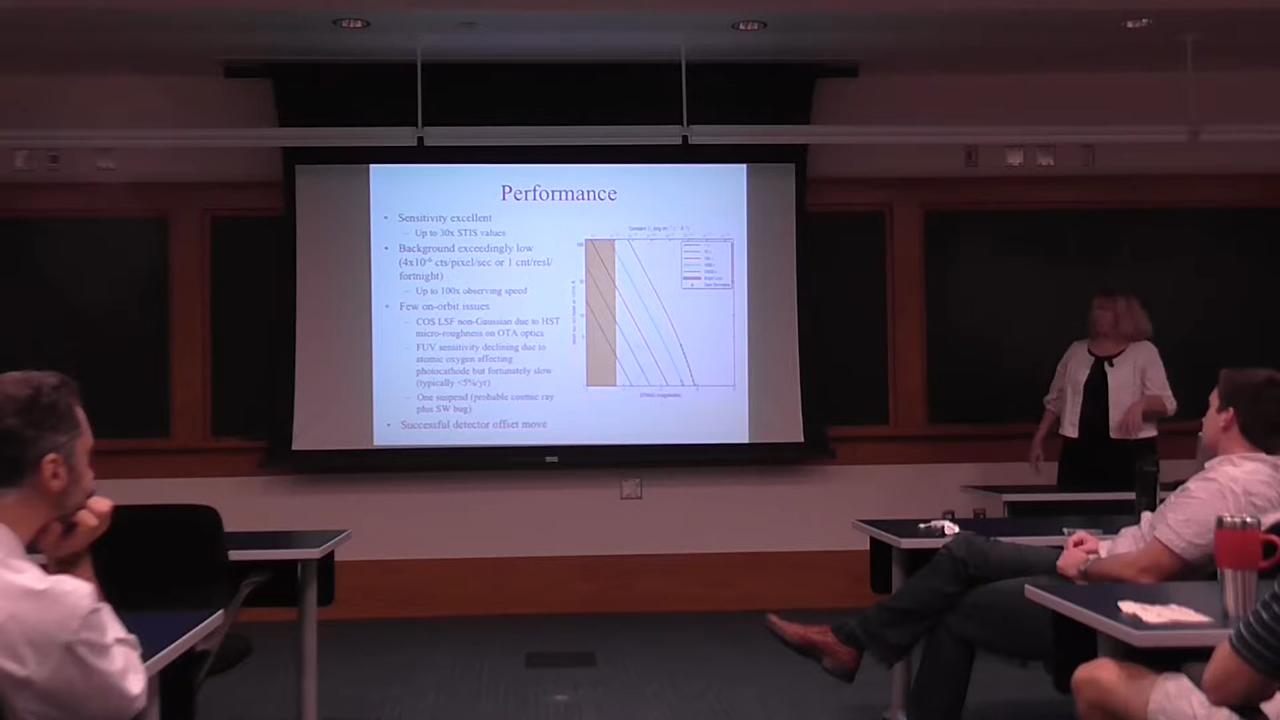 Performance
• Sensitivity excellent
– Up to 30x STIS values
• Background exceedingly low
(4x10⁻⁶ cts/pixel/sec or 1 cnt/resl/
fortnight)
– Up to 100x observing speed
• Few on-orbit issues
– COS LSF non-Gaussian due to HST
micro-roughness on OTA optics
– FUV sensitivity declining due to
atomic oxygen affecting
photocathode but fortunately slow
(typically <5%/yr)
– One suspend (probable cosmic ray
plus SW bug)
• Successful detector offset move